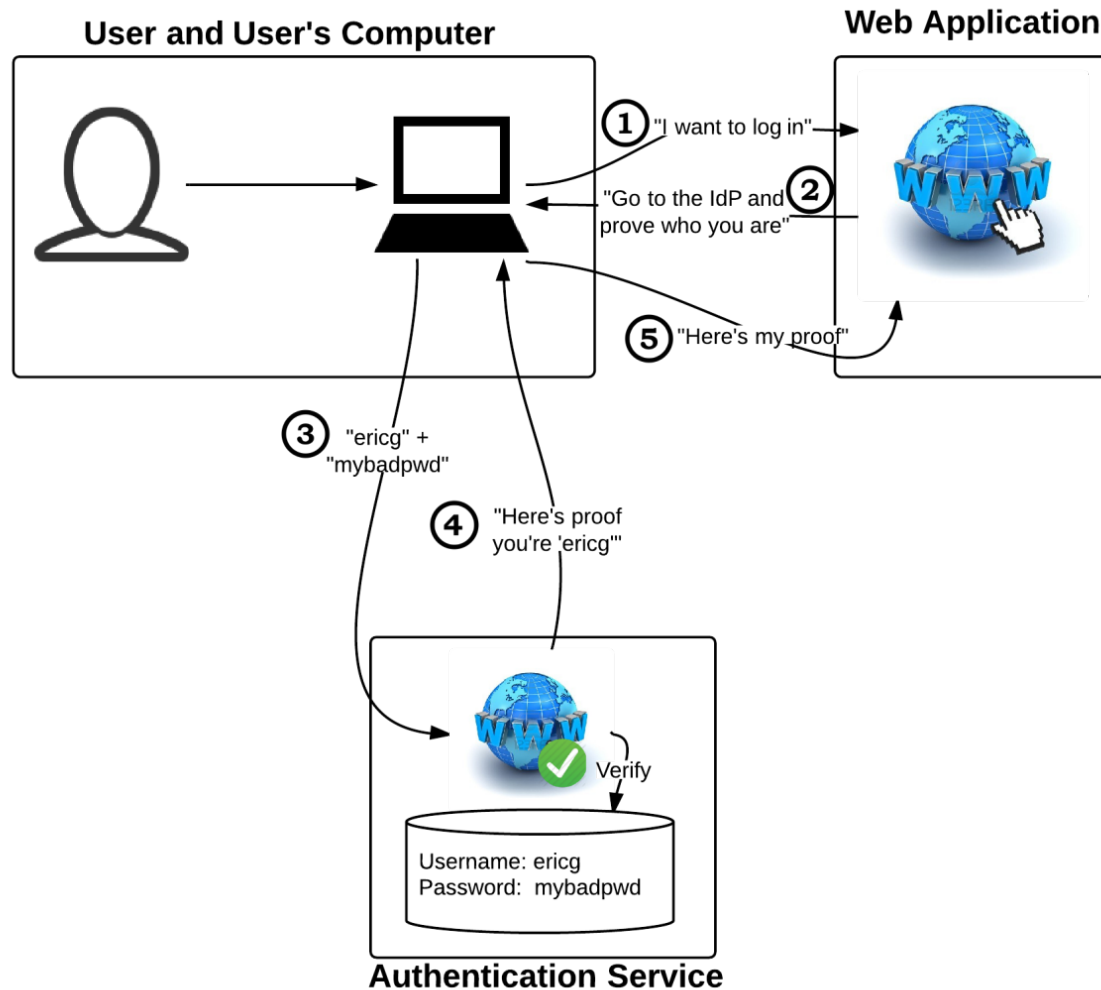 User and User's Computer
Web Application
1
"I want to log in"
"Go to the IdP and
prove who you are"
2
WWW
5
"Here's my proof"
3
"ericg" +
"mybadpwd"
4
"Here's proof
you're 'ericg'"
WWW
Verify
Username: ericg
Password: mybadpwd
Authentication Service